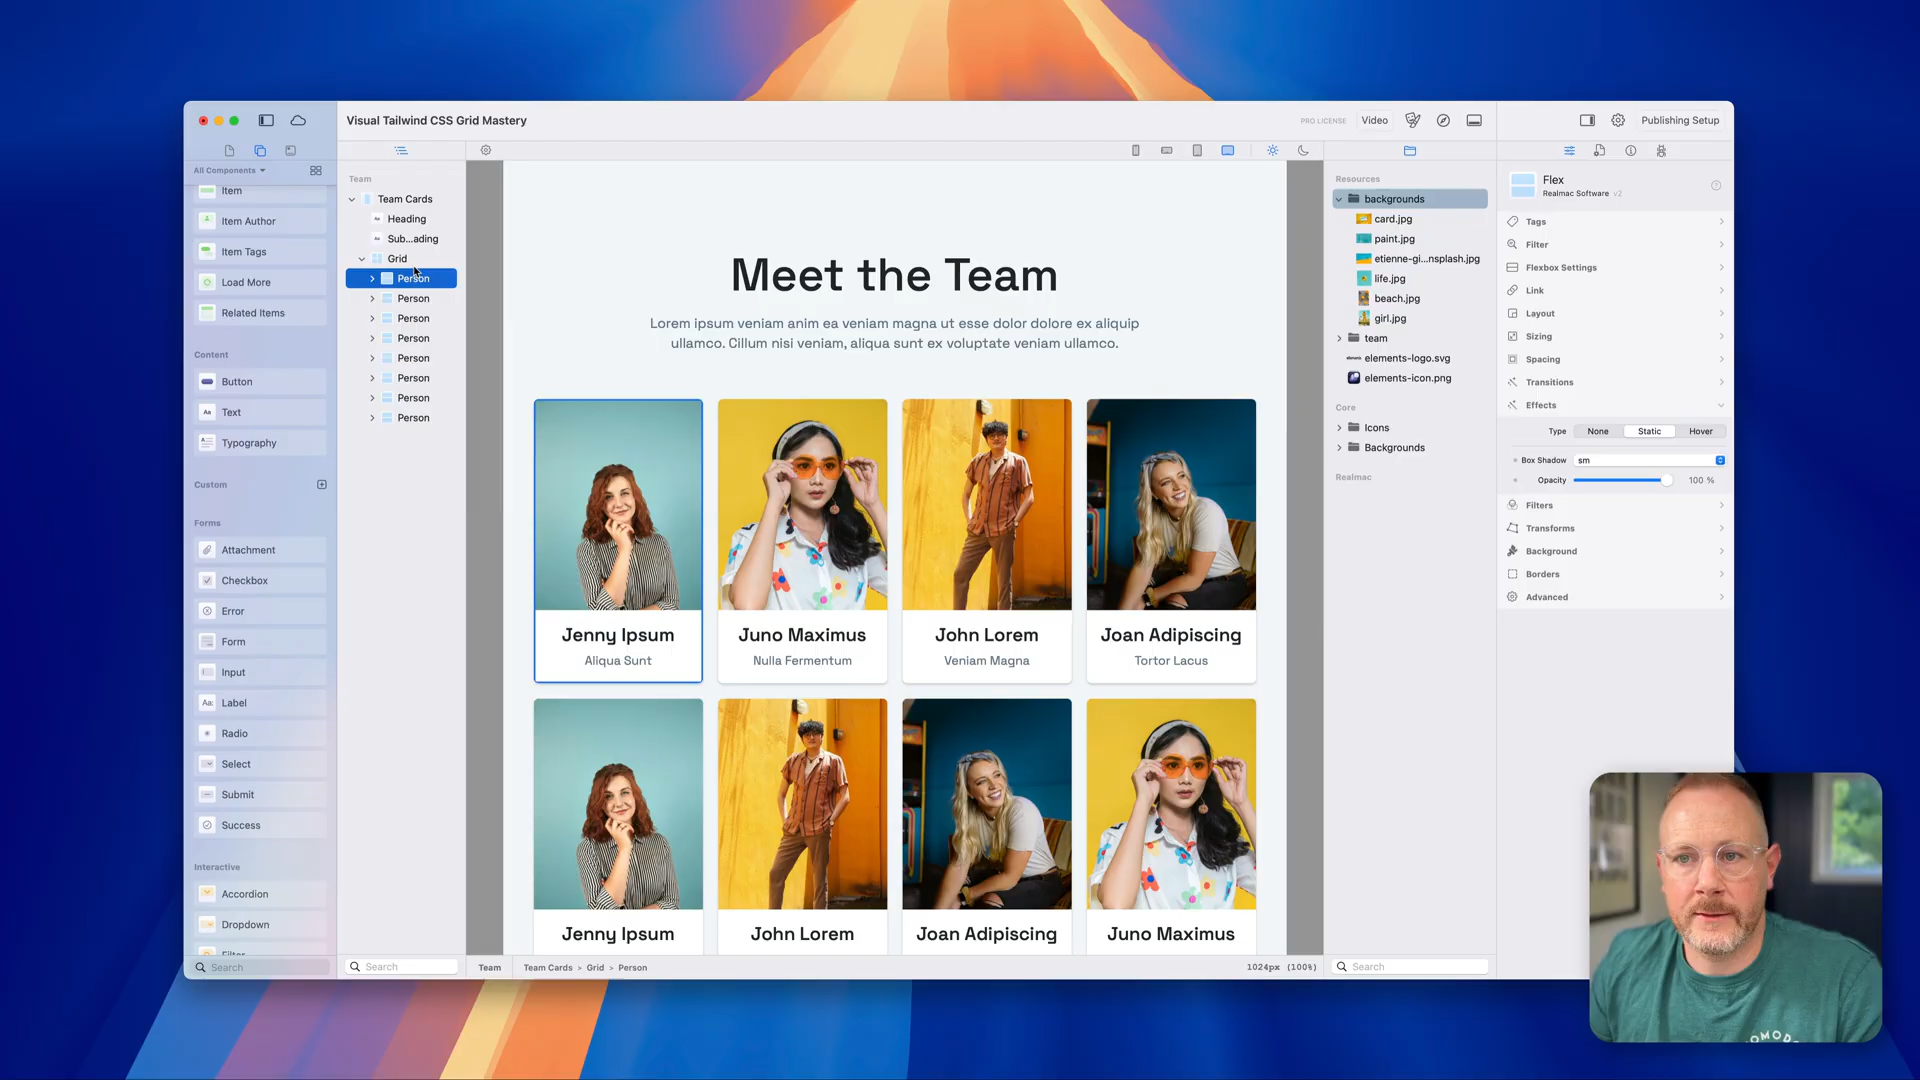 Visual Tailwind CSS Grid Mastery
PRO LICENSE
Video
Publishing Setup
All Components
Item
Item Author
Item Tags
Load More
Related Items
Content
Button
Text
Typography
Custom
Forms
Attachment
Checkbox
Error
Form
Input
Label
Radio
Select
Submit
Success
Interactive
Accordion
Dropdown
Filter
Search
Team
Team Cards
Heading
Sub...ading
Grid
Person
Person
Person
Person
Person
Person
Person
Person
Search
Meet the Team
Lorem ipsum veniam anim ea veniam magna ut esse dolor dolore ex aliquip
ullamco. Cillum nisi veniam, aliqua sunt ex voluptate veniam ullamco.
Jenny Ipsum
Aliqua Sunt
Juno Maximus
Nulla Fermentum
John Lorem
Veniam Magna
Joan Adipiscing
Tortor Lacus
Jenny Ipsum
John Lorem
Joan Adipiscing
Juno Maximus
Team
Team Cards > Grid > Person
1024px (100%)
Resources
backgrounds
card.jpg
paint.jpg
etienne-gi...nsplash.jpg
life.jpg
beach.jpg
girl.jpg
team
elements-logo.svg
elements-icon.png
Core
Icons
Backgrounds
Realmac
Search
Flex
Realmac Software v2
Tags
Filter
Flexbox Settings
Link
Layout
Sizing
Spacing
Transitions
Effects
Type None Static Hover
Box Shadow sm
Opacity 100 %
Filters
Transforms
Background
Borders
Advanced